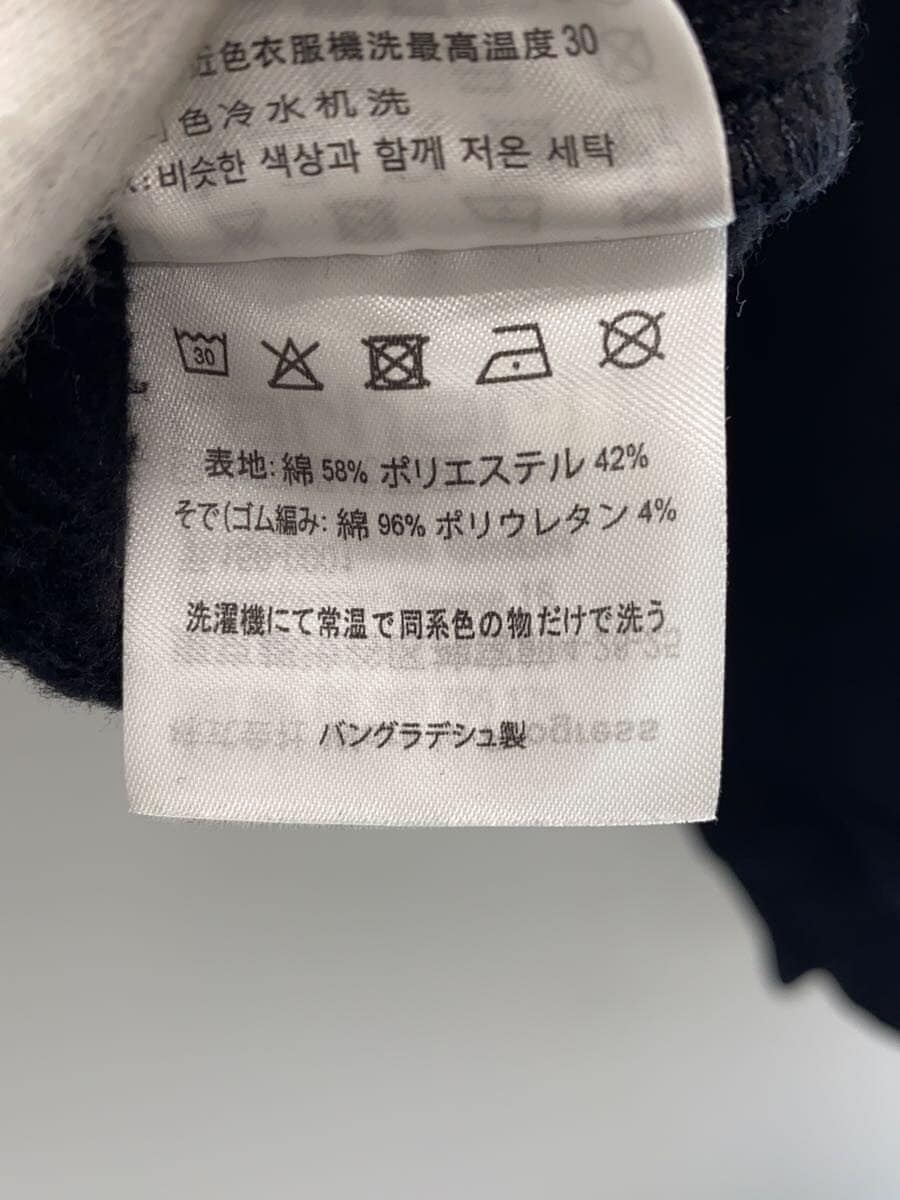 近色衣服機洗最高溫度30
色冷水机洗
비슷한 색상과 함께 저온 세탁
30
表地: 綿 58% ポリエステル 42%
そで(ゴム編み: 綿 96% ポリウレタン 4%
洗濯機にて常温で同系色の物だけで洗う
バングラデシュ製